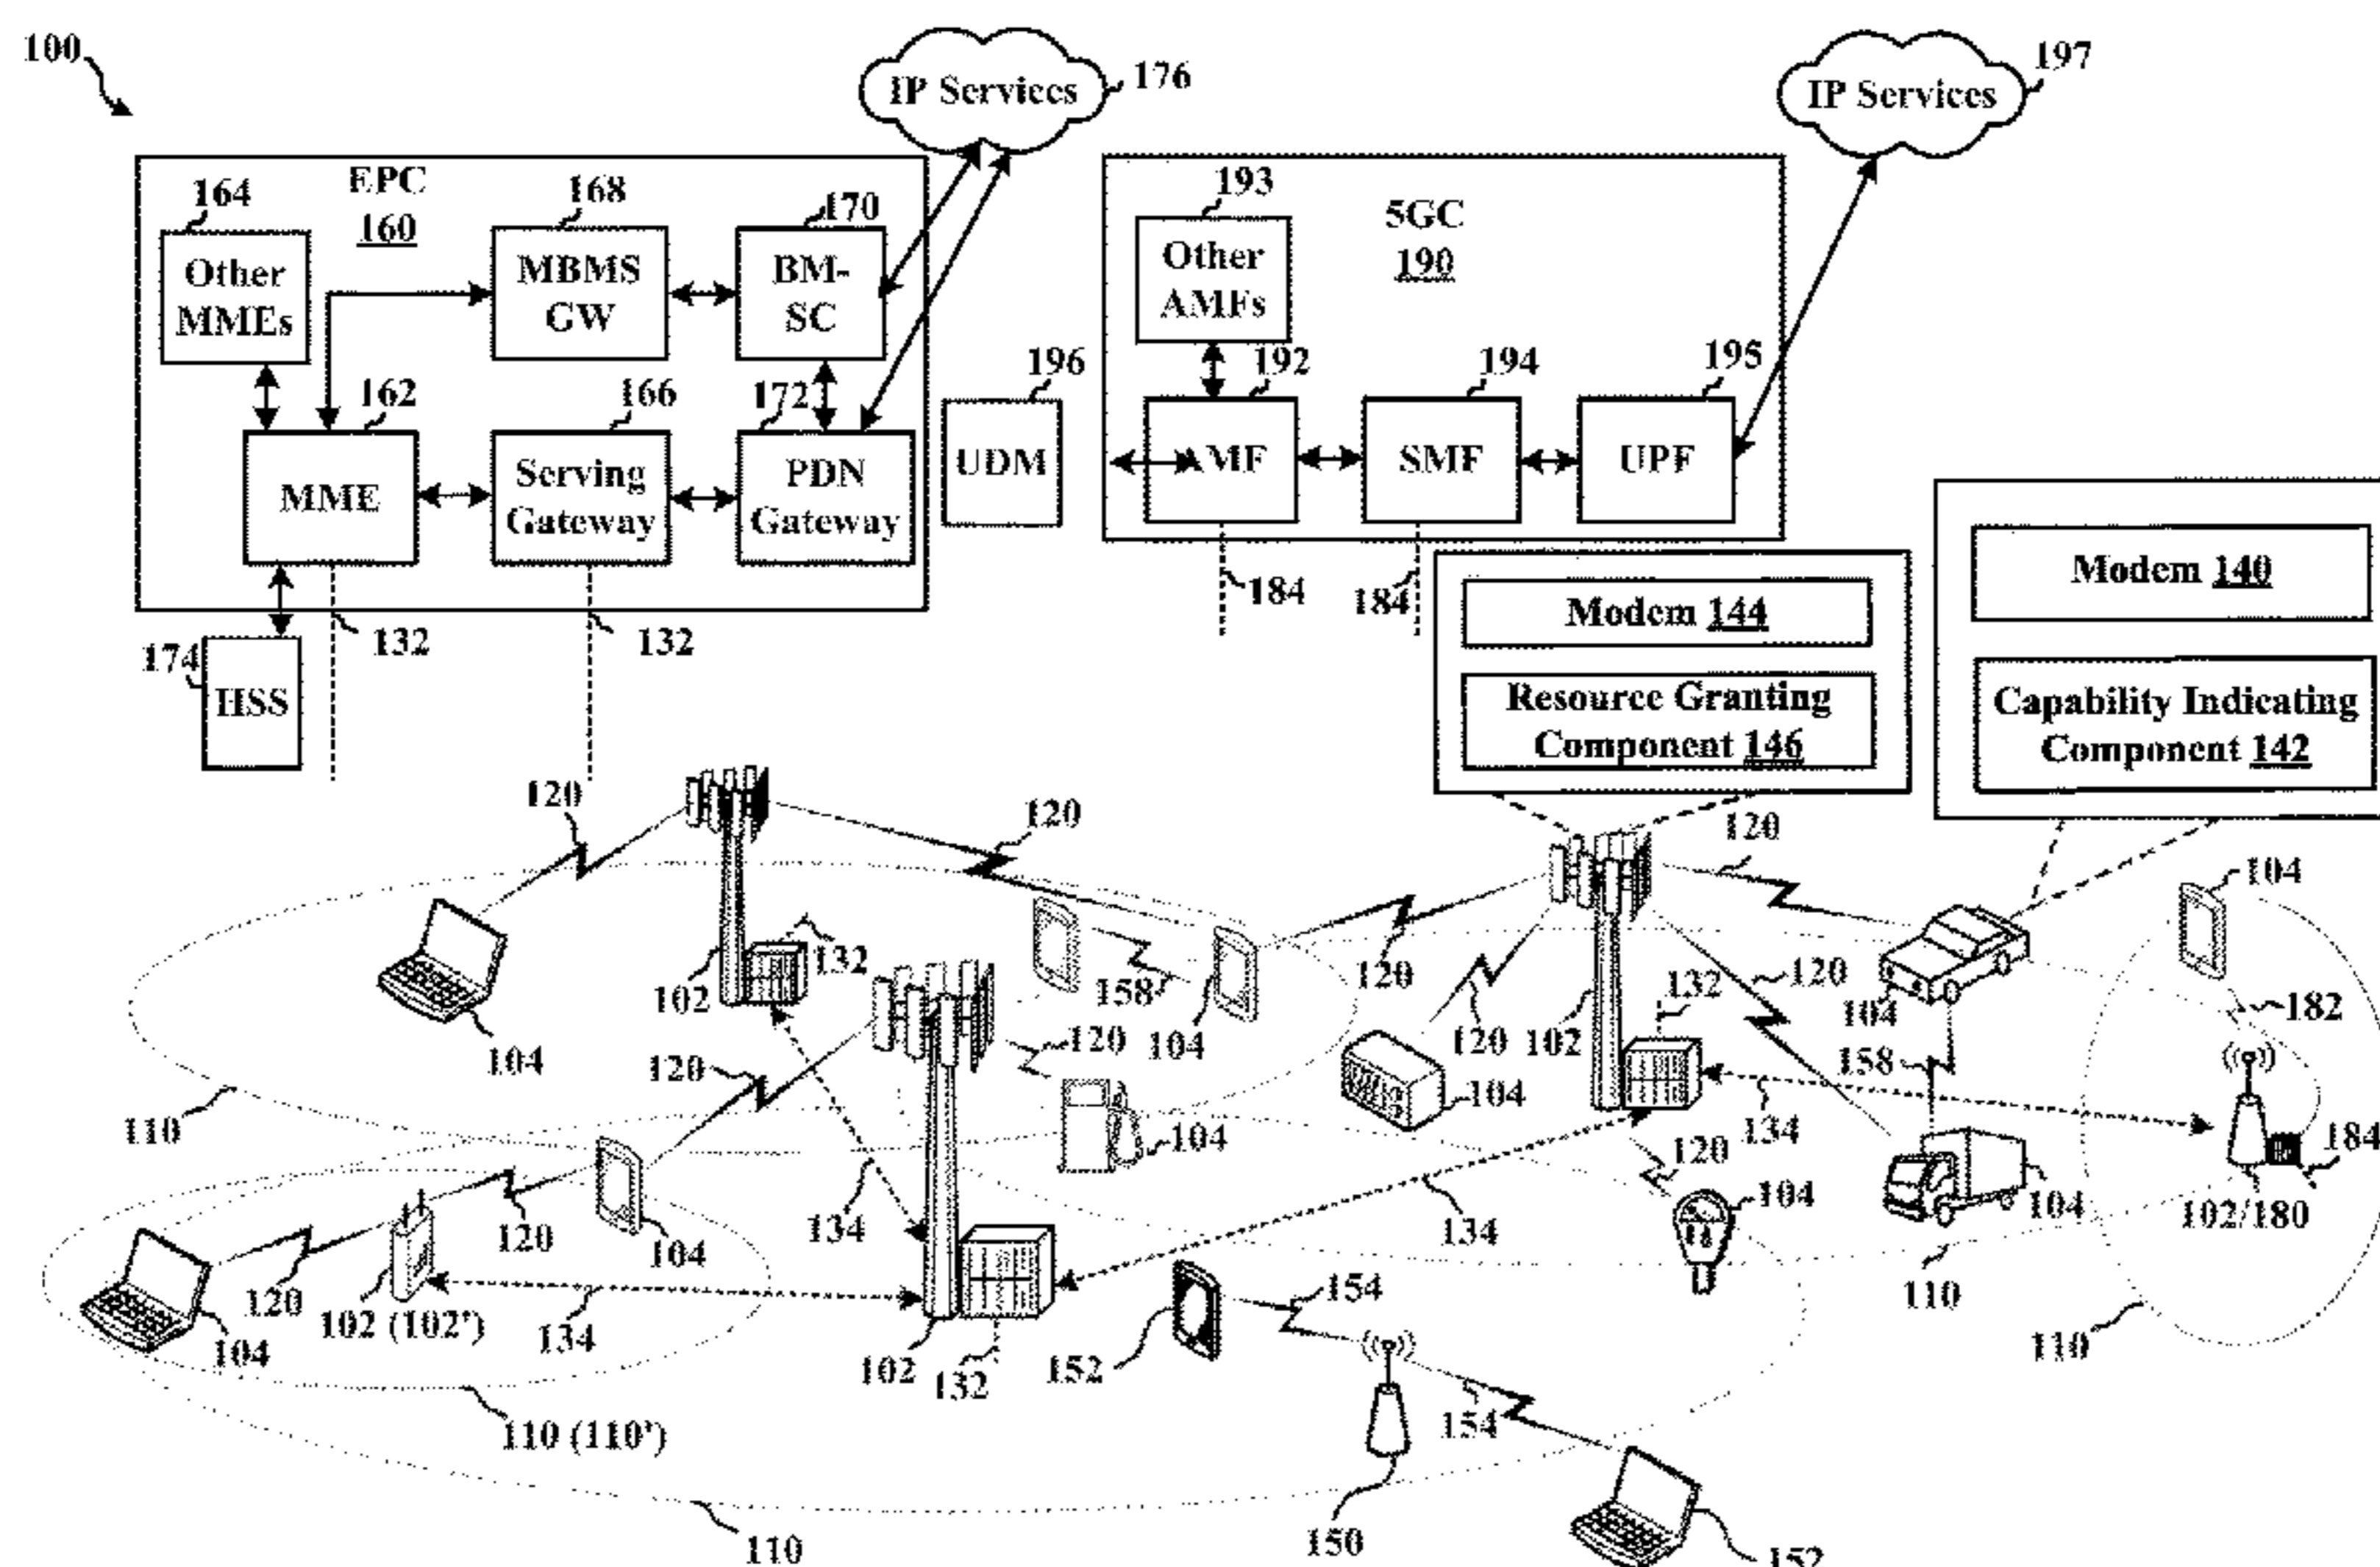 100
IP Services
176
IP Services
197
EPC
160
164
168
170
Other
MMEs
MBMS
GW
BM-
SC
162
166
172
MME
Serving
Gateway
PDN
Gateway
196
UDM
193
5GC
190
Other
AMFs
192
194
195
AMF
SMF
UPF
132
132
184
184
174
HSS
Modem 144
Resource Granting
Component 146
Modem 140
Capability Indicating
Component 142
120
120
120
104
132
102
158
104
120
120
102
132
120
104
182
104
120
104
120
104
158
134
184
110
104
120
104
102/180
120
134
134
104
110
110
104
120
102 (102')
134
102
132
152
154
110 (110')
154
150
110
152